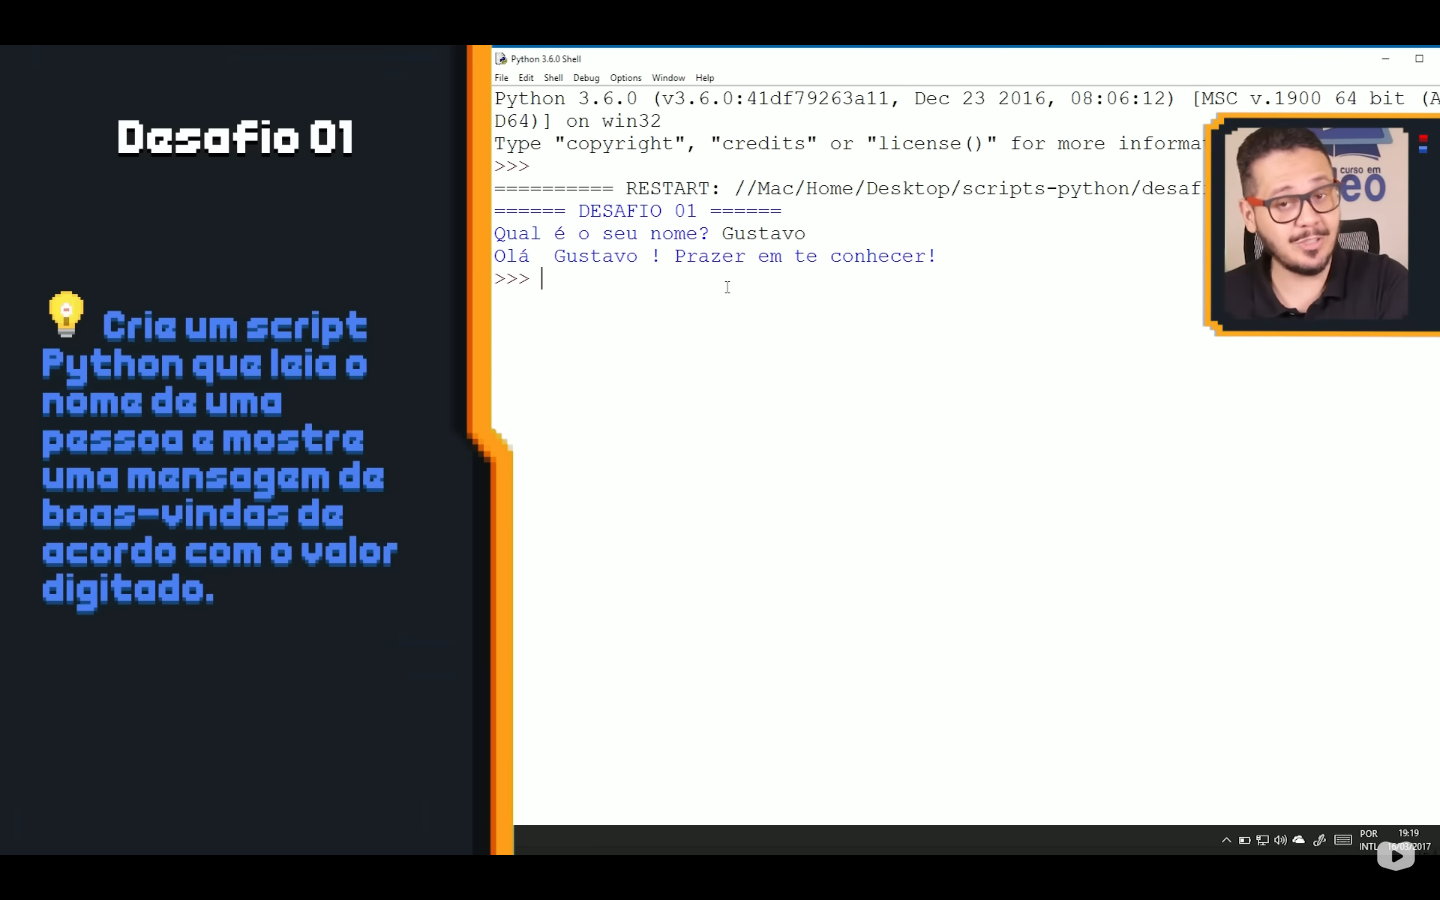 Desafio 01
Crie um script
Python que leia o
nome de uma
pessoa e mostre
uma mensagem de
boas-vindas de
acordo com o valor
digitado.
Python 3.6.0 Shell
File Edit Shell Debug Options Window Help
Python 3.6.0 (v3.6.0:41df79263a11, Dec 23 2016, 08:06:12) [MSC v.1900 64 bit (A
D64)] on win32
Type "copyright", "credits" or "license()" for more informa
>>>
========== RESTART: //Mac/Home/Desktop/scripts-python/desaf
====== DESAFIO 01 ======
Qual é o seu nome? Gustavo
Olá  Gustavo ! Prazer em te conhecer!
>>>
curso em
eo
POR 19:19
INTL 16/03/2017